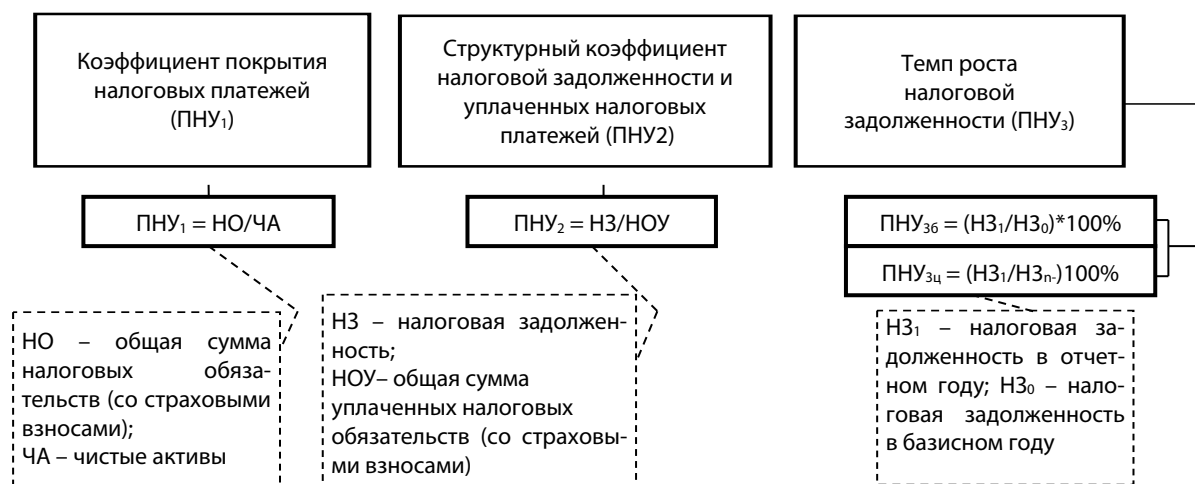 Коэффициент покрытия
налоговых платежей
(ПНУ₁)
Структурный коэффициент
налоговой задолженности и
уплаченных налоговых
платежей (ПНУ2)
Темп роста
налоговой
задолженности (ПНУ₃)
ПНУ₁ = НО/ЧА
ПНУ₂ = НЗ/НОУ
ПНУ₃б = (НЗ₁/НЗ₀)*100%
ПНУ₃ц = (НЗ₁/НЗₙ₋)100%
НО – общая сумма
налоговых обяза-
тельств (со страховыми
взносами);
ЧА – чистые активы
НЗ – налоговая задолжен-
ность;
НОУ– общая сумма
уплаченных налоговых
обязательств (со страховы-
ми взносами)
НЗ₁ – налоговая за-
долженность в отчет-
ном году; НЗ₀ – нало-
говая задолженность
в базисном году